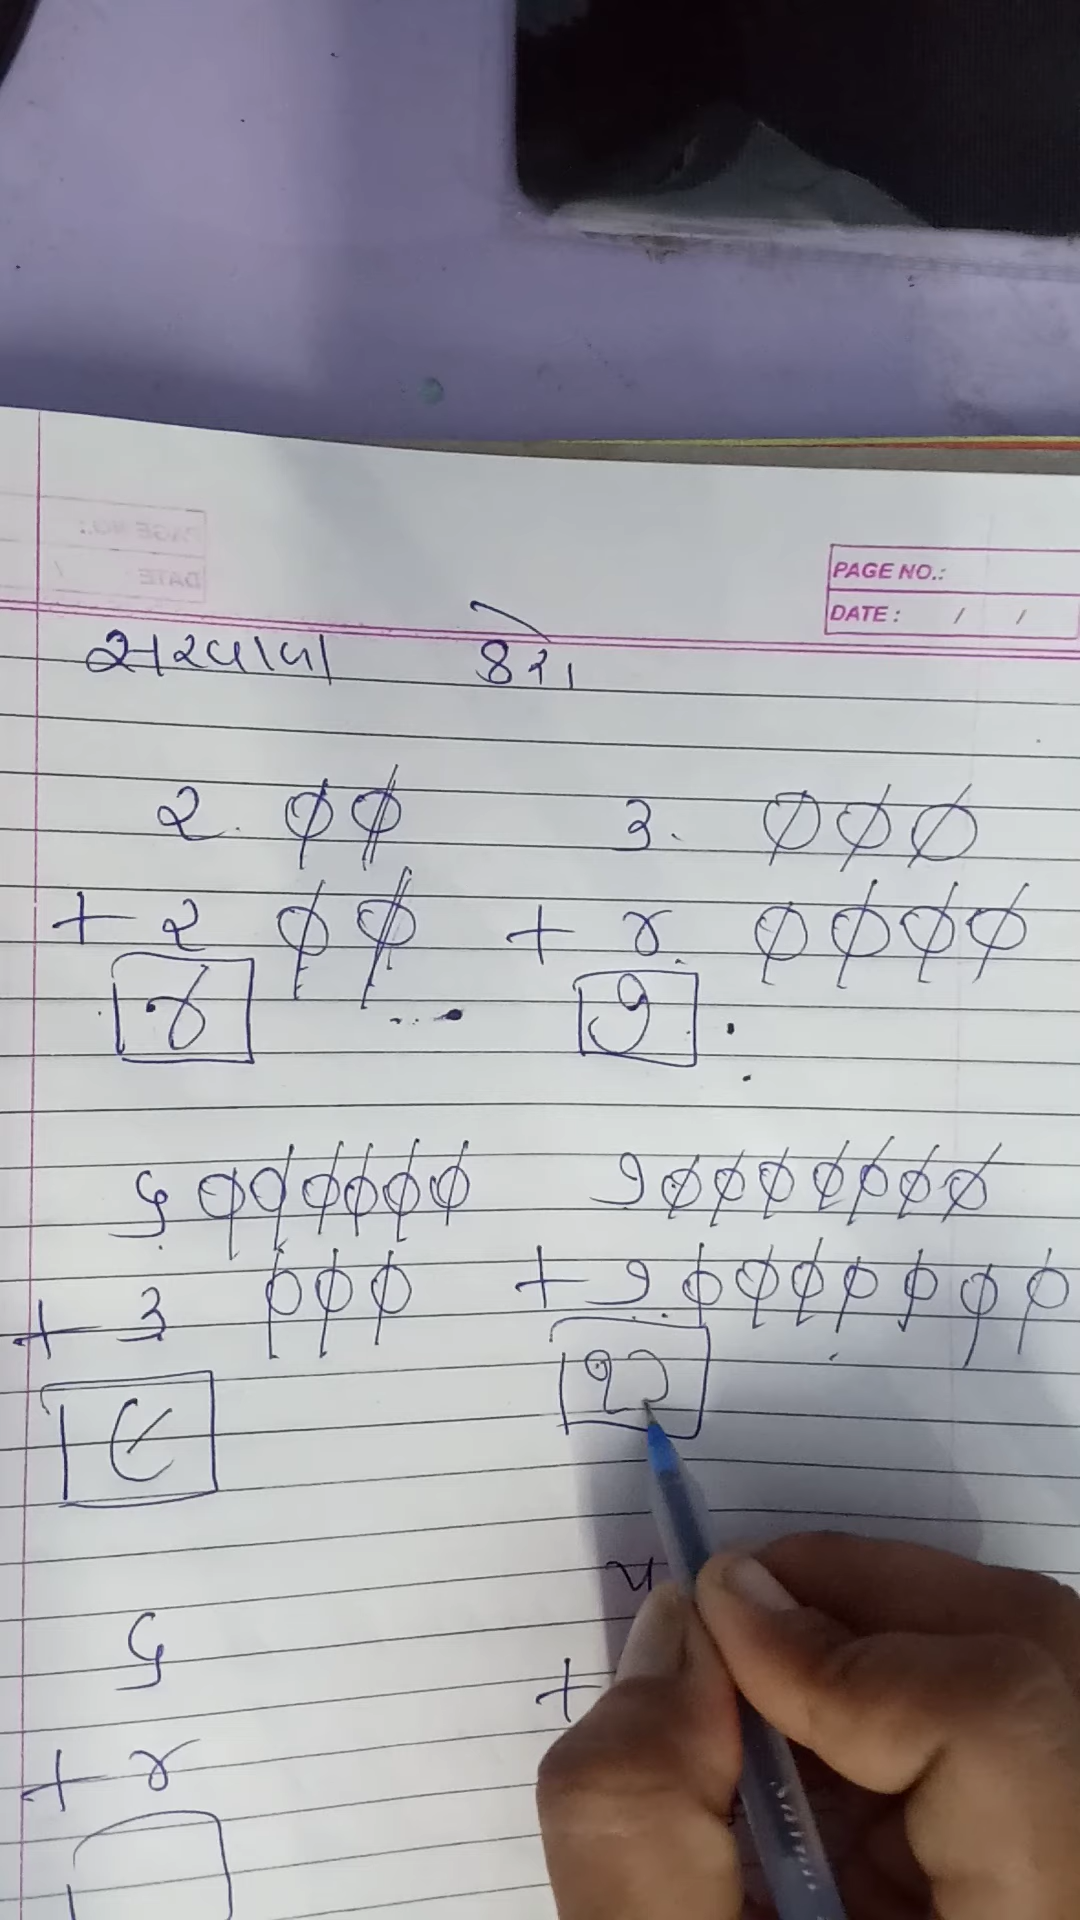 PAGE NO.:
DATE : / /
સરવાળા કરો
૨ ૩
+ ૨ + ૪
૪ ૭
૬ ૭
+ ૩ + ૭
૯ ૧
૬ ૫
+ ૪ +